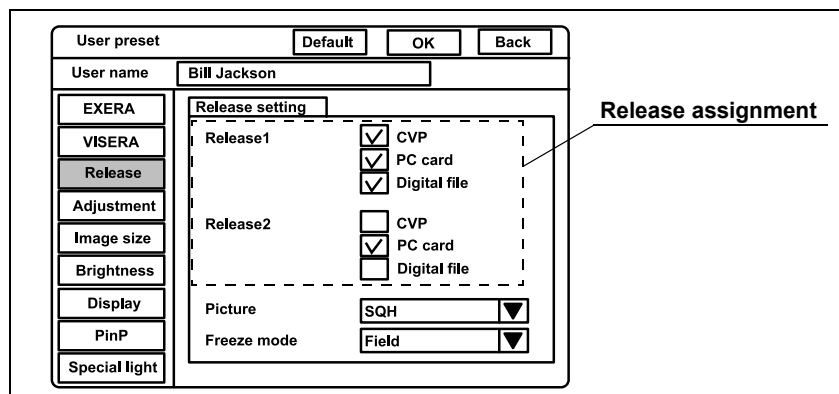 User preset Default OK Back
User name Bill Jackson
EXERA
VISERA
Release
Adjustment
Image size
Brightness
Display
PinP
Special light
Release setting
Release1 CVP
PC card
Digital file
Release2 CVP
PC card
Digital file
Picture SQH
Freeze mode Field
Release assignment